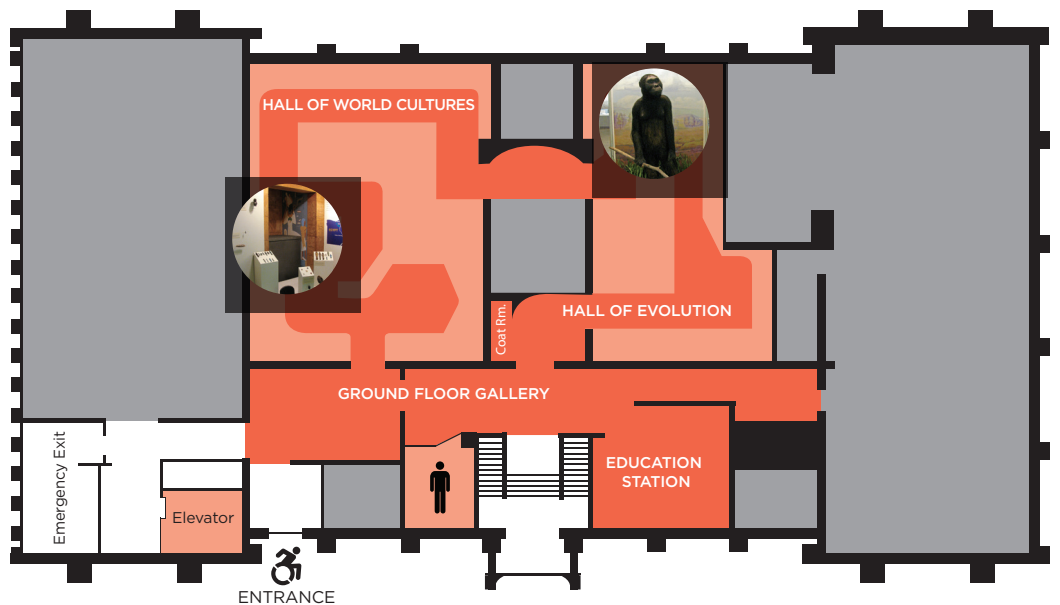 HALL OF WORLD CULTURES
HALL OF EVOLUTION
Coat Rm.
GROUND FLOOR GALLERY
EDUCATION
STATION
Emergency Exit
Elevator
ENTRANCE